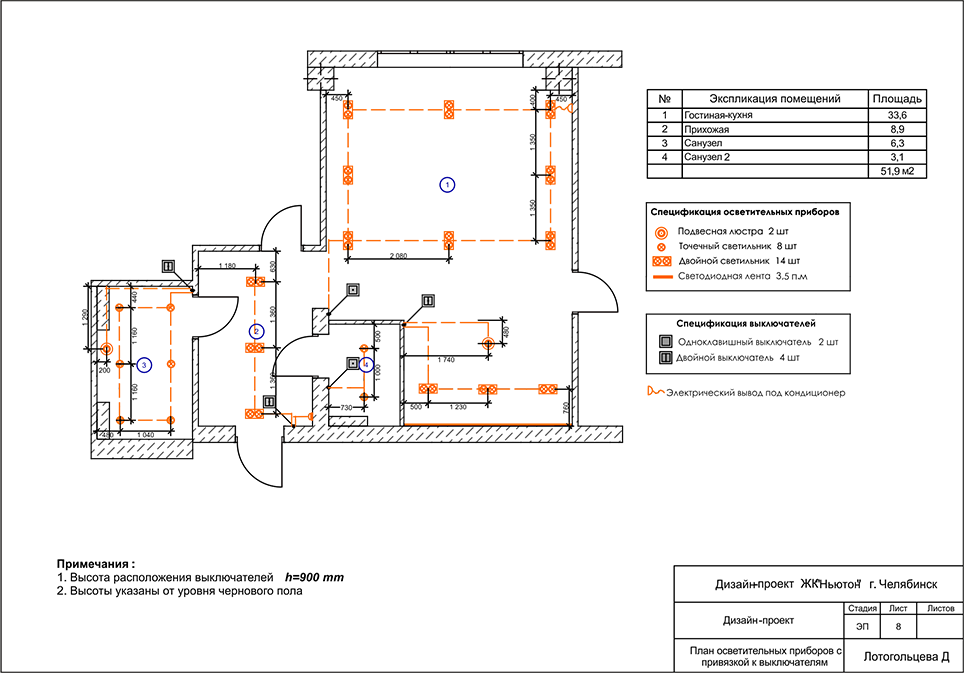 № Экспликация помещений Площадь
1 Гостиная-кухня 33,6
2 Прихожая 8,9
3 Санузел 6,3
4 Санузел 2 3,1
51,9 м2
Спецификация осветительных приборов
Подвесная люстра 2 шт
Точечный светильник 8 шт
Двойной светильник 14 шт
Светодиодная лента 3,5 п.м
Спецификация выключателей
Одноклавишный выключатель 2 шт
Двойной выключатель 4 шт
Электрический вывод под кондиционер
450
450
400
1 350
1 350
1
2 080
1 180
630
1 360
1 360
2
440
1 290
1 160
1 160
200
3
480
1 040
500
1 000
4
730
480
1 740
500
1 230
760
Примечания :
1. Высота расположения выключателей h=900 mm
2. Высоты указаны от уровня чернового пола
Дизайн-проект ЖК"Ньютон" г. Челябинск
Дизайн-проект
Стадия Лист Листов
ЭП 8
План осветительных приборов с
привязкой к выключателям
Лотогольцева Д